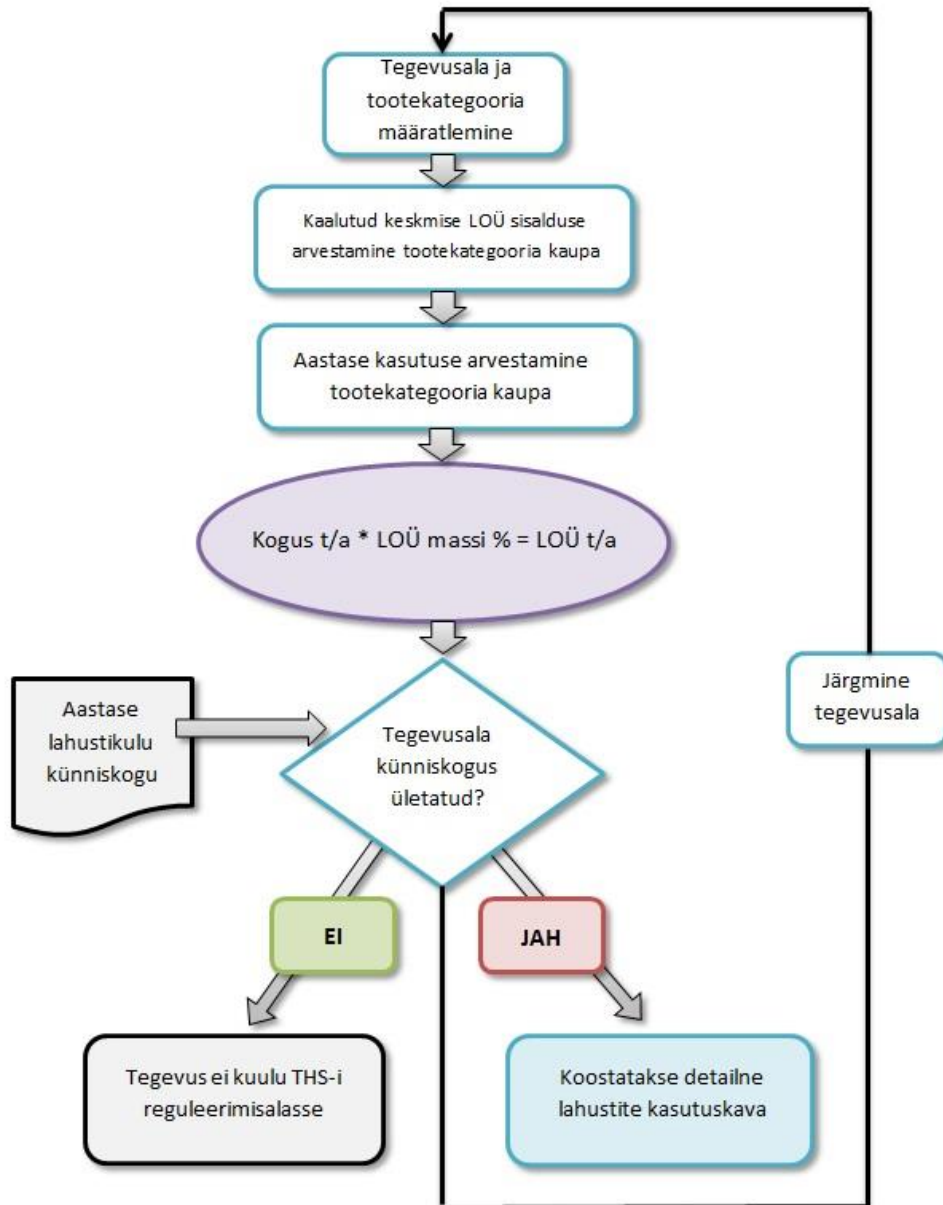 Tegevusala ja
tootekategooria
määratlemine
Kaalutud keskmise LOÜ sisalduse
arvestamine tootekategooria kaupa
Aastase kasutuse arvestamine
tootekategooria kaupa
Kogus t/a * LOÜ massi % = LOÜ t/a
Aastase
lahustikulu
künniskogu
Tegevusala
künniskogus
ületatud?
Järgmine
tegevusala
EI
JAH
Tegevus ei kuulu THS-i
reguleerimisalasse
Koostatakse detailne
lahustite kasutuskava